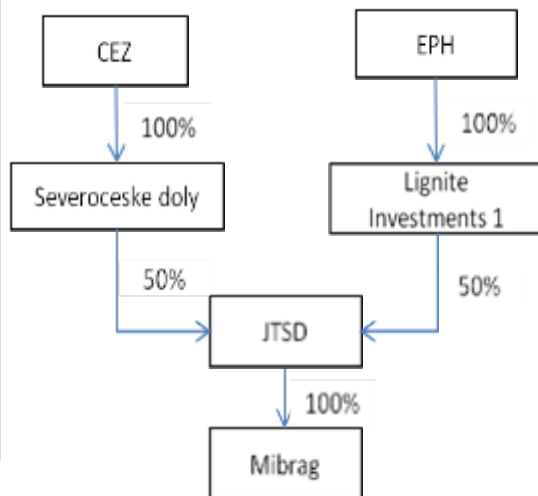 CEZ
EPH
100%
100%
Severoceske doly
Lignite
Investments 1
50%
50%
JTSD
100%
Mibrag